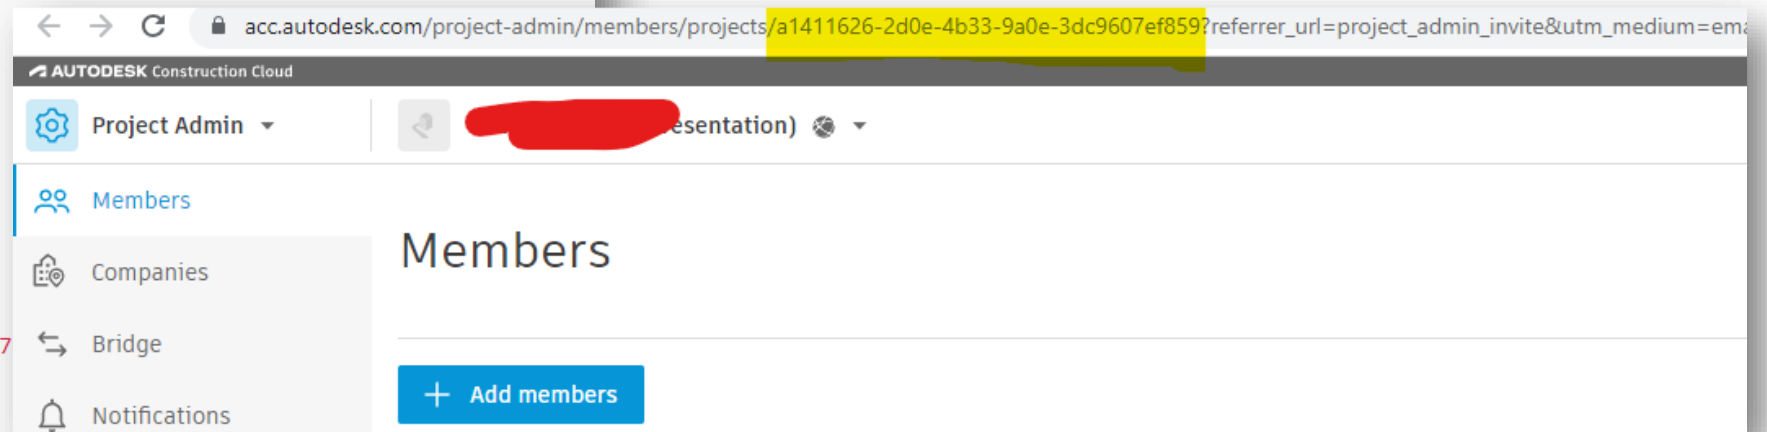 acc.autodesk.com/project-admin/members/projects/a1411626-2d0e-4b33-9a0e-3dc9607ef859?referrer_url=project_admin_invite&utm_medium=ema
AUTODESK Construction Cloud
Project Admin
esentation)
Members
Members
Companies
7
Bridge
Add members
Notifications